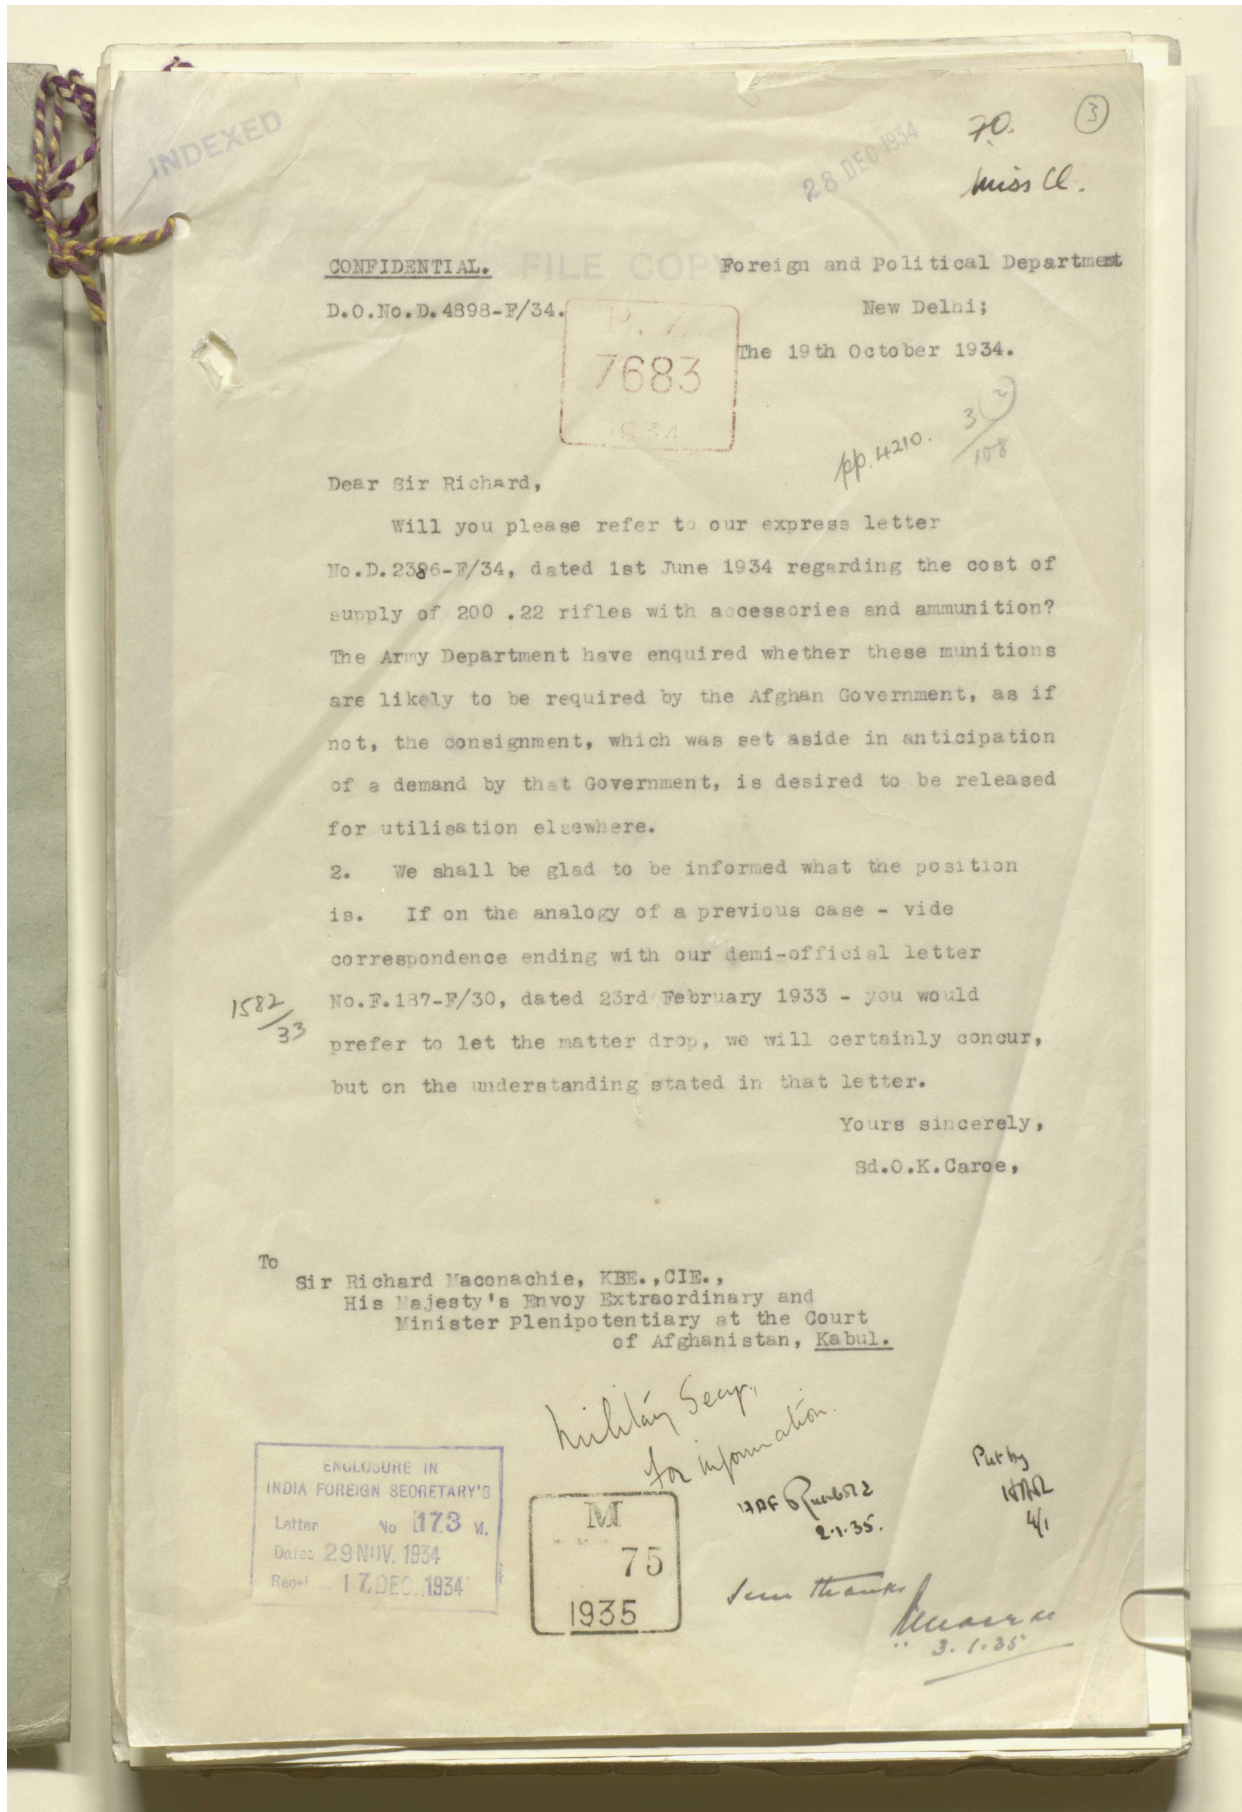 INDEXED
28 DEC 1934
70.
3
Miss Cl.
CONFIDENTIAL. FILE COPY Foreign and Political Department
D.O.No.D.4898-F/34. New Delhi;
P.Z.
7683
1934
The 19th October 1934.
3(2)
/108
pp. 4210.
Dear Sir Richard,
Will you please refer to our express letter
No.D.2386-F/34, dated 1st June 1934 regarding the cost of
supply of 200 .22 rifles with accessories and ammunition?
The Army Department have enquired whether these munitions
are likely to be required by the Afghan Government, as if
not, the consignment, which was set aside in anticipation
of a demand by that Government, is desired to be released
for utilisation elsewhere.
2. We shall be glad to be informed what the position
is. If on the analogy of a previous case - vide
correspondence ending with our demi-official letter
1582/33
No.F.187-F/30, dated 23rd February 1933 - you would
prefer to let the matter drop, we will certainly concur,
but on the understanding stated in that letter.
Yours sincerely,
Sd.O.K.Caroe,
To
Sir Richard Maconachie, KBE.,CIE.,
His Majesty's Envoy Extraordinary and
Minister Plenipotentiary at the Court
of Afghanistan, Kabul.
Military Secy.,
for information.
ENCLOSURE IN
INDIA FOREIGN SECRETARY'S
Letter No 173 M.
Dated 29 NOV. 1934
Recei 17 DEC. 1934
M
75
1935
2.1.35.
Put by
4/1
Seen thanks
3.1.35